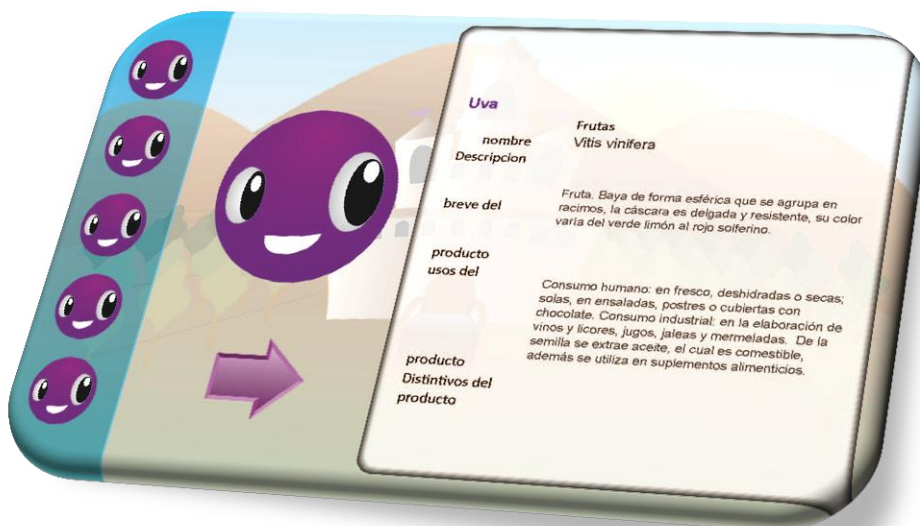 Uva
Frutas
nombre
Vitis vinifera
Descripcion
Fruta. Baya de forma esférica que se agrupa en
breve del
racimos, la cáscara es delgada y resistente, su color
varía del verde limón al rojo solferino.
producto
usos del
Consumo humano: en fresco, deshidradas o secas;
solas, en ensaladas, postres o cubiertas con
chocolate. Consumo industrial: en la elaboración de
vinos y licores, jugos, jaleas y mermeladas. De la
semilla se extrae aceite, el cual es comestible,
además se utiliza en suplementos alimenticios.
producto
Distintivos del
producto